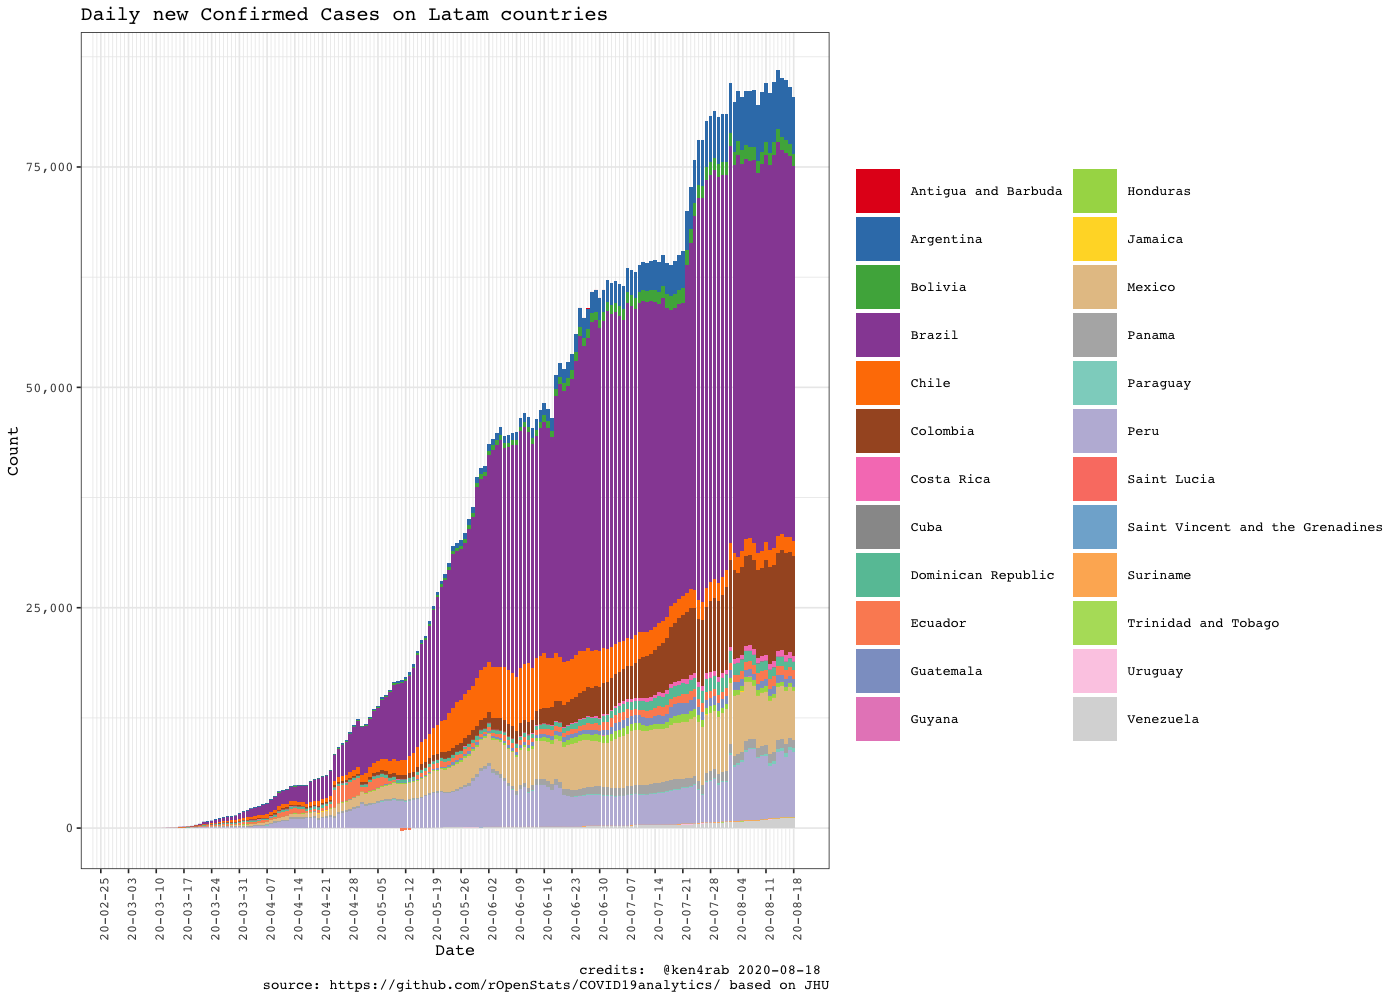 Daily new Confirmed Cases on Latam countries
Count
75,000
50,000
25,000
0
20-02-25
20-03-03
20-03-10
20-03-17
20-03-24
20-03-31
20-04-07
20-04-14
20-04-21
20-04-28
20-05-05
20-05-12
20-05-19
20-05-26
20-06-02
20-06-09
20-06-16
20-06-23
20-06-30
20-07-07
20-07-14
20-07-21
20-07-28
20-08-04
20-08-11
20-08-18
Date
Antigua and Barbuda
Argentina
Bolivia
Brazil
Chile
Colombia
Costa Rica
Cuba
Dominican Republic
Ecuador
Guatemala
Guyana
Honduras
Jamaica
Mexico
Panama
Paraguay
Peru
Saint Lucia
Saint Vincent and the Grenadines
Suriname
Trinidad and Tobago
Uruguay
Venezuela
credits:  @ken4rab 2020-08-18
source: https://github.com/rOpenStats/COVID19analytics/ based on JHU